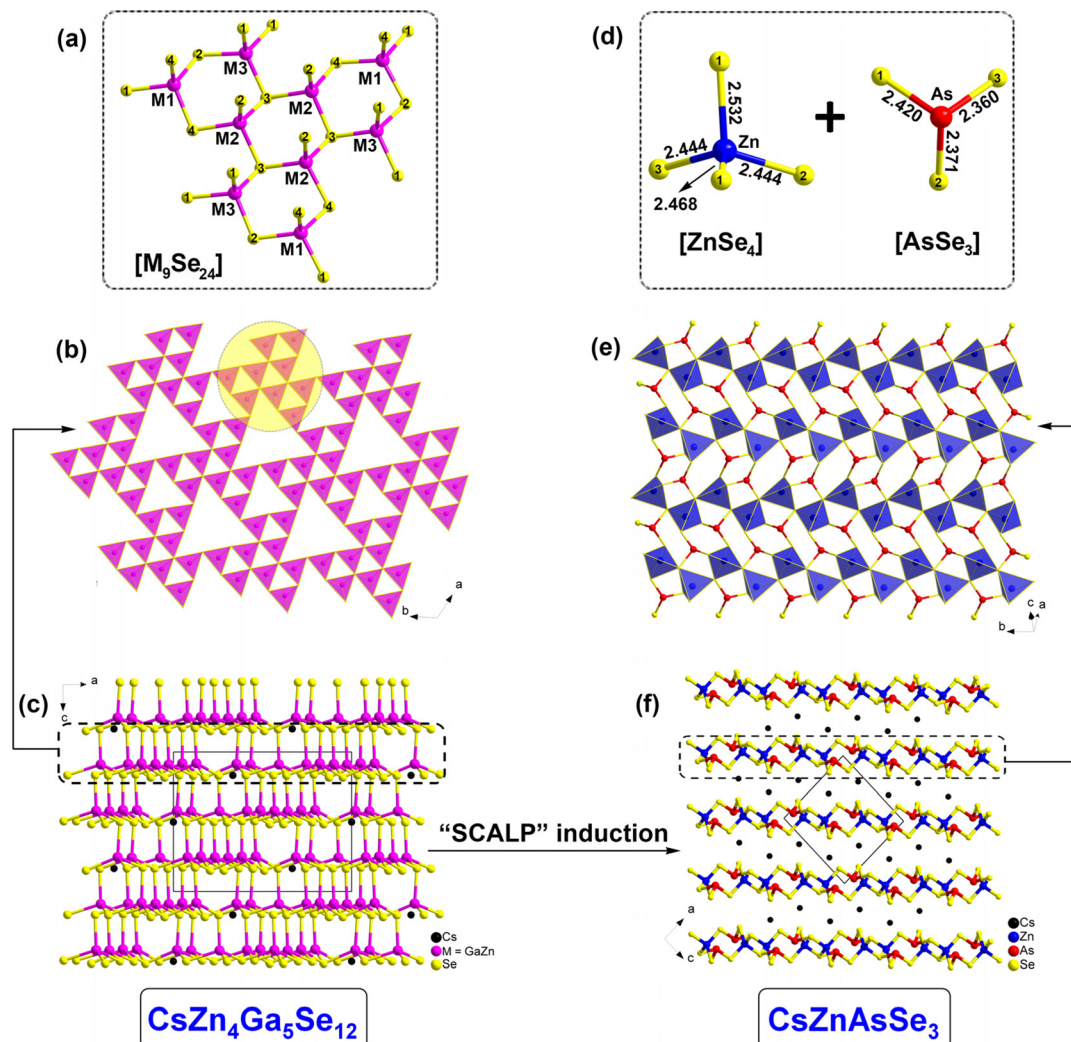 (a)
1
1
4
2
M3
4
M1
1
2
4
1
M1
3
2
M2
2
1
4
M2
3
M3
2
1
1
3
M2
1
M3
4
2
4
M1
1
[M₉Se₂₄]
(d)
1
2.532
Zn
2.444
3
1
2.444
2
2.468
[ZnSe₄]
+
1
As
3
2.420
2.360
2.371
2
[AsSe₃]
(b)
a
b
(e)
c
a
b
(c)
a
c
Cs
M = GaZn
Se
“SCALP” induction
(f)
a
c
Cs
Zn
As
Se
CsZn₄Ga₅Se₁₂
CsZnAsSe₃